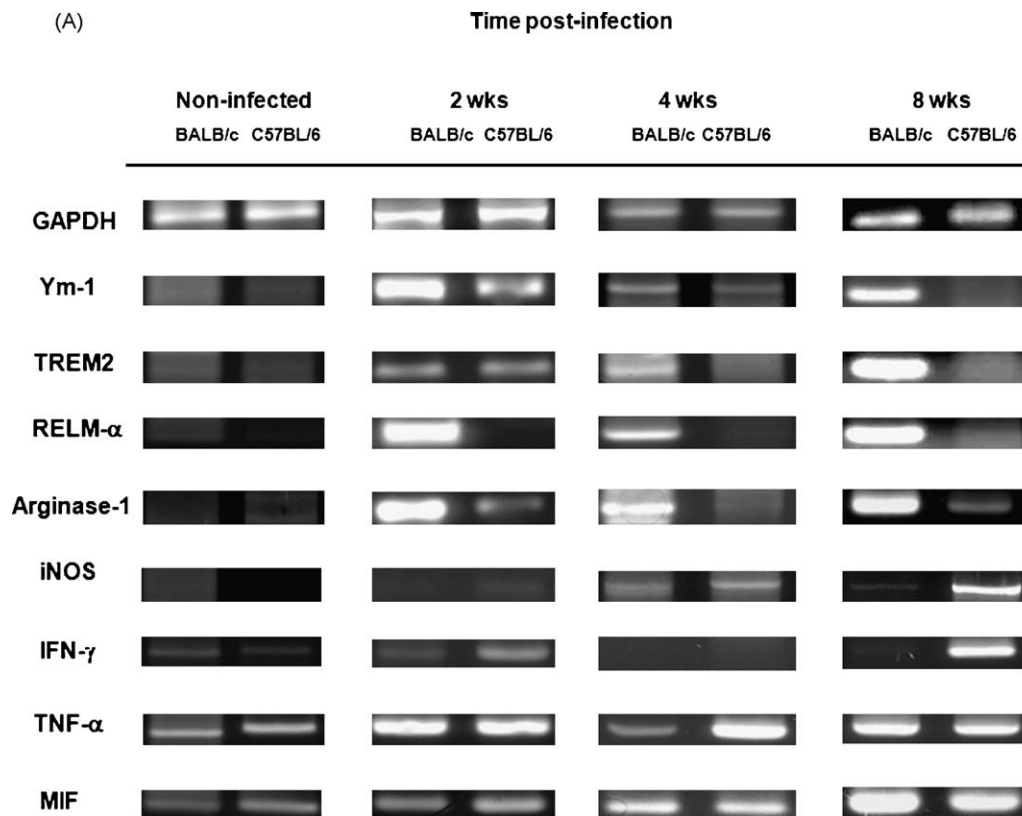 (A)
Time post-infection
Non-infected 2 wks 4 wks 8 wks
BALB/c C57BL/6 BALB/c C57BL/6 BALB/c C57BL/6 BALB/c C57BL/6
GAPDH
Ym-1
TREM2
RELM-α
Arginase-1
iNOS
IFN-γ
TNF-α
MIF